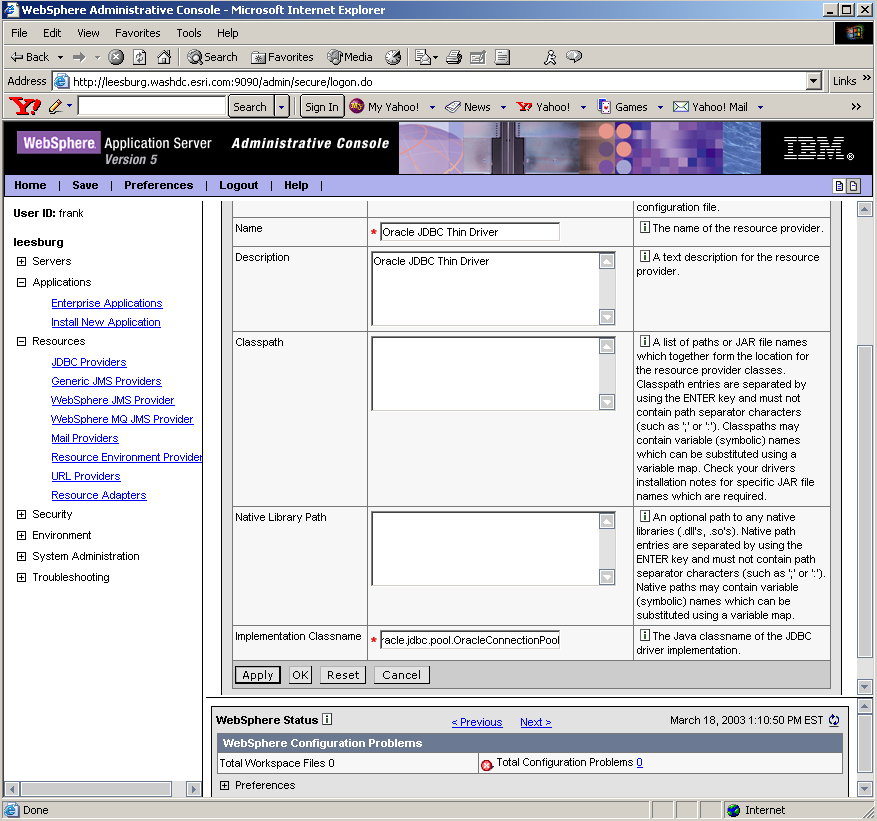 WebSphere Administrative Console - Microsoft Internet Explorer
File Edit View Favorites Tools Help
Back Search Favorites Media
Address http://leesburg.washdc.esri.com:9090/admin/secure/logon.do Links »
Y! Search Sign In My Yahoo! News Yahoo! Games Yahoo! Mail »
WebSphere. Application Server Administrative Console
Version 5
IBM®
Home | Save | Preferences | Logout | Help |
User ID: frank
leesburg
Servers
Applications
Enterprise Applications
Install New Application
Resources
JDBC Providers
Generic JMS Providers
WebSphere JMS Provider
WebSphere MQ JMS Provider
Mail Providers
Resource Environment Provider
URL Providers
Resource Adapters
Security
Environment
System Administration
Troubleshooting
configuration file.
Name * Oracle JDBC Thin Driver i The name of the resource provider.
Description Oracle JDBC Thin Driver i A text description for the resource
provider.
Classpath i A list of paths or JAR file names
which together form the location for
the resource provider classes.
Classpath entries are separated by
using the ENTER key and must not
contain path separator characters
(such as ';' or ':'). Classpaths may
contain variable (symbolic) names
which can be substituted using a
variable map. Check your drivers
installation notes for specific JAR file
names which are required.
Native Library Path i An optional path to any native
libraries (.dll's, .so's). Native path
entries are separated by using the
ENTER key and must not contain path
separator characters (such as ';' or ':').
Native paths may contain variable
(symbolic) names which can be
substituted using a variable map.
Implementation Classname * racle.jdbc.pool.OracleConnectionPool i The Java classname of the JDBC
driver implementation.
Apply OK Reset Cancel
WebSphere Status i < Previous Next > March 18, 2003 1:10:50 PM EST
WebSphere Configuration Problems
Total Workspace Files 0 Total Configuration Problems 0
Preferences
Done Internet